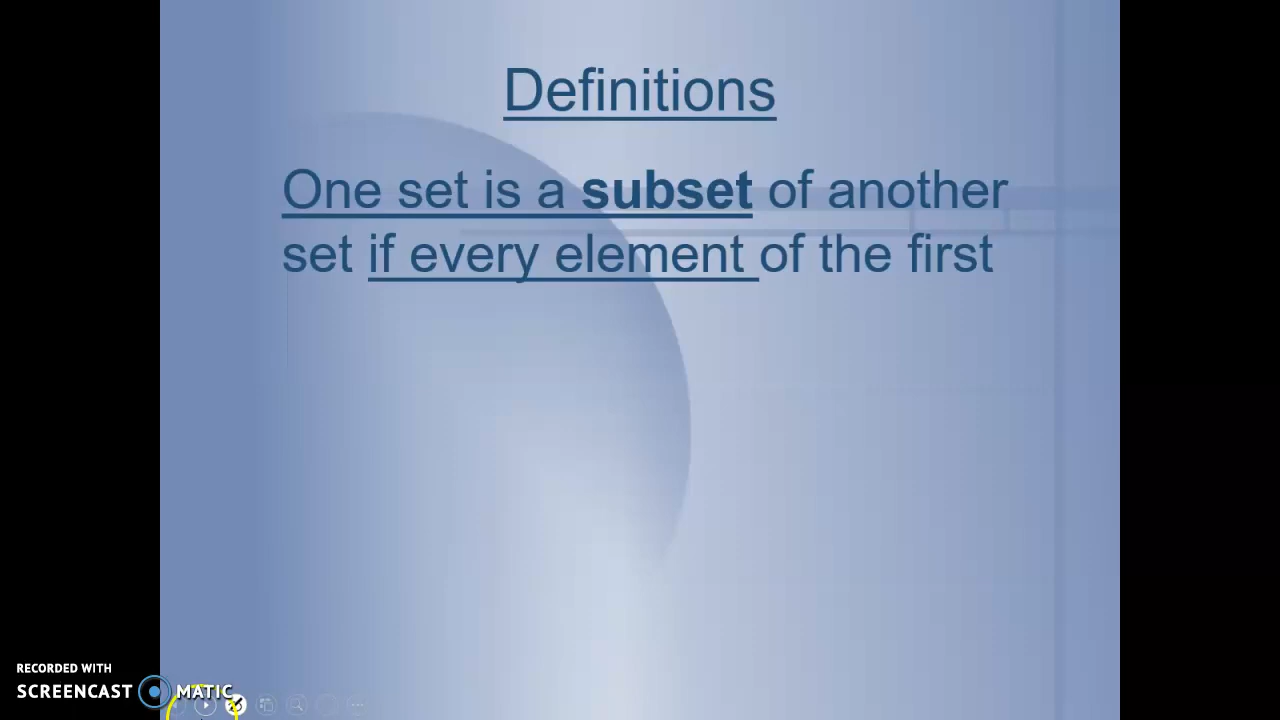 Definitions
One set is a subset of another
set if every element of the first
RECORDED WITH
SCREENCAST MATIC